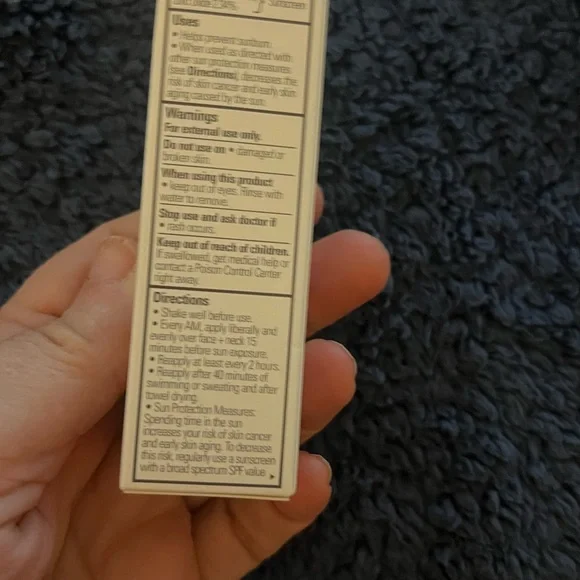 Sunscreen
Uses
• Helps prevent sunburn.
• When used as directed with
other sun protection measures
(see Directions), decreases the
risk of skin cancer and early skin
aging caused by the sun.
Warnings
For external use only.
Do not use on • damaged or
broken skin.
When using this product
• keep out of eyes. Rinse with
water to remove.
Stop use and ask doctor if
• rash occurs.
Keep out of reach of children.
If swallowed, get medical help or
contact a Poison Control Center
right away.
Directions
• Shake well before use.
• Every AM, apply liberally and
evenly over face + neck 15
minutes before sun exposure.
• Reapply at least every 2 hours.
• Reapply after 40 minutes of
swimming or sweating and after
towel drying.
• Sun Protection Measures:
Spending time in the sun
increases your risk of skin cancer
and early skin aging. To decrease
this risk, regularly use a sunscreen
with a broad spectrum SPF value